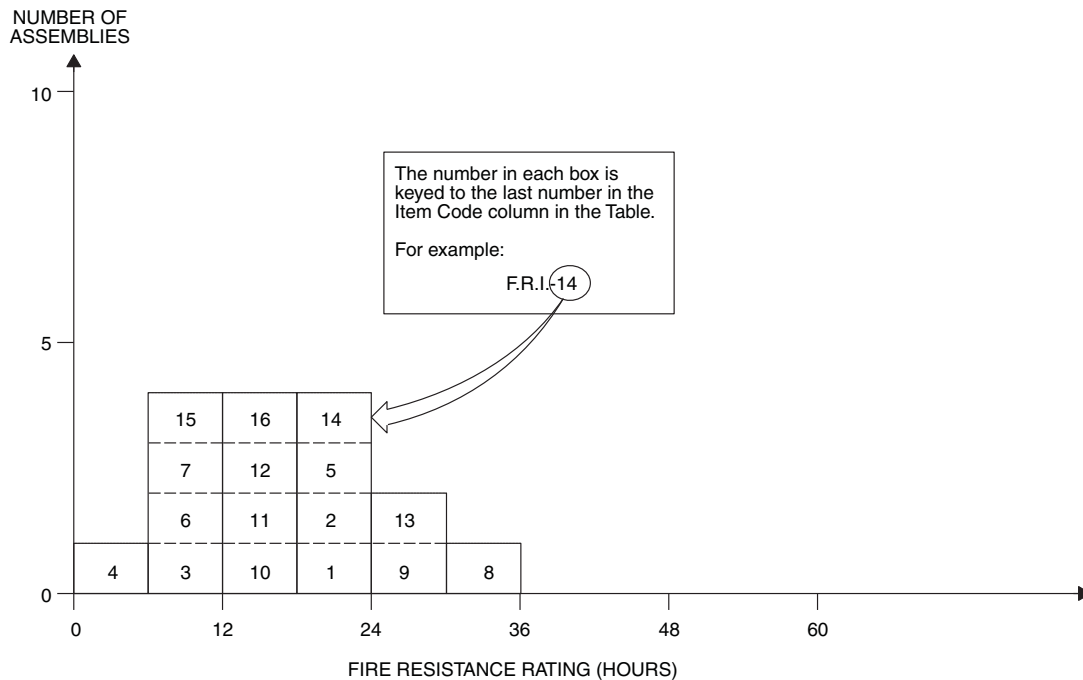 NUMBER OF
ASSEMBLIES
10
The number in each box is
keyed to the last number in the
Item Code column in the Table.
For example:
F.R.I.-14
5
15 16 14
7 12 5
6 11 2 13
4 3 10 1 9 8
0
0 12 24 36 48 60
FIRE RESISTANCE RATING (HOURS)